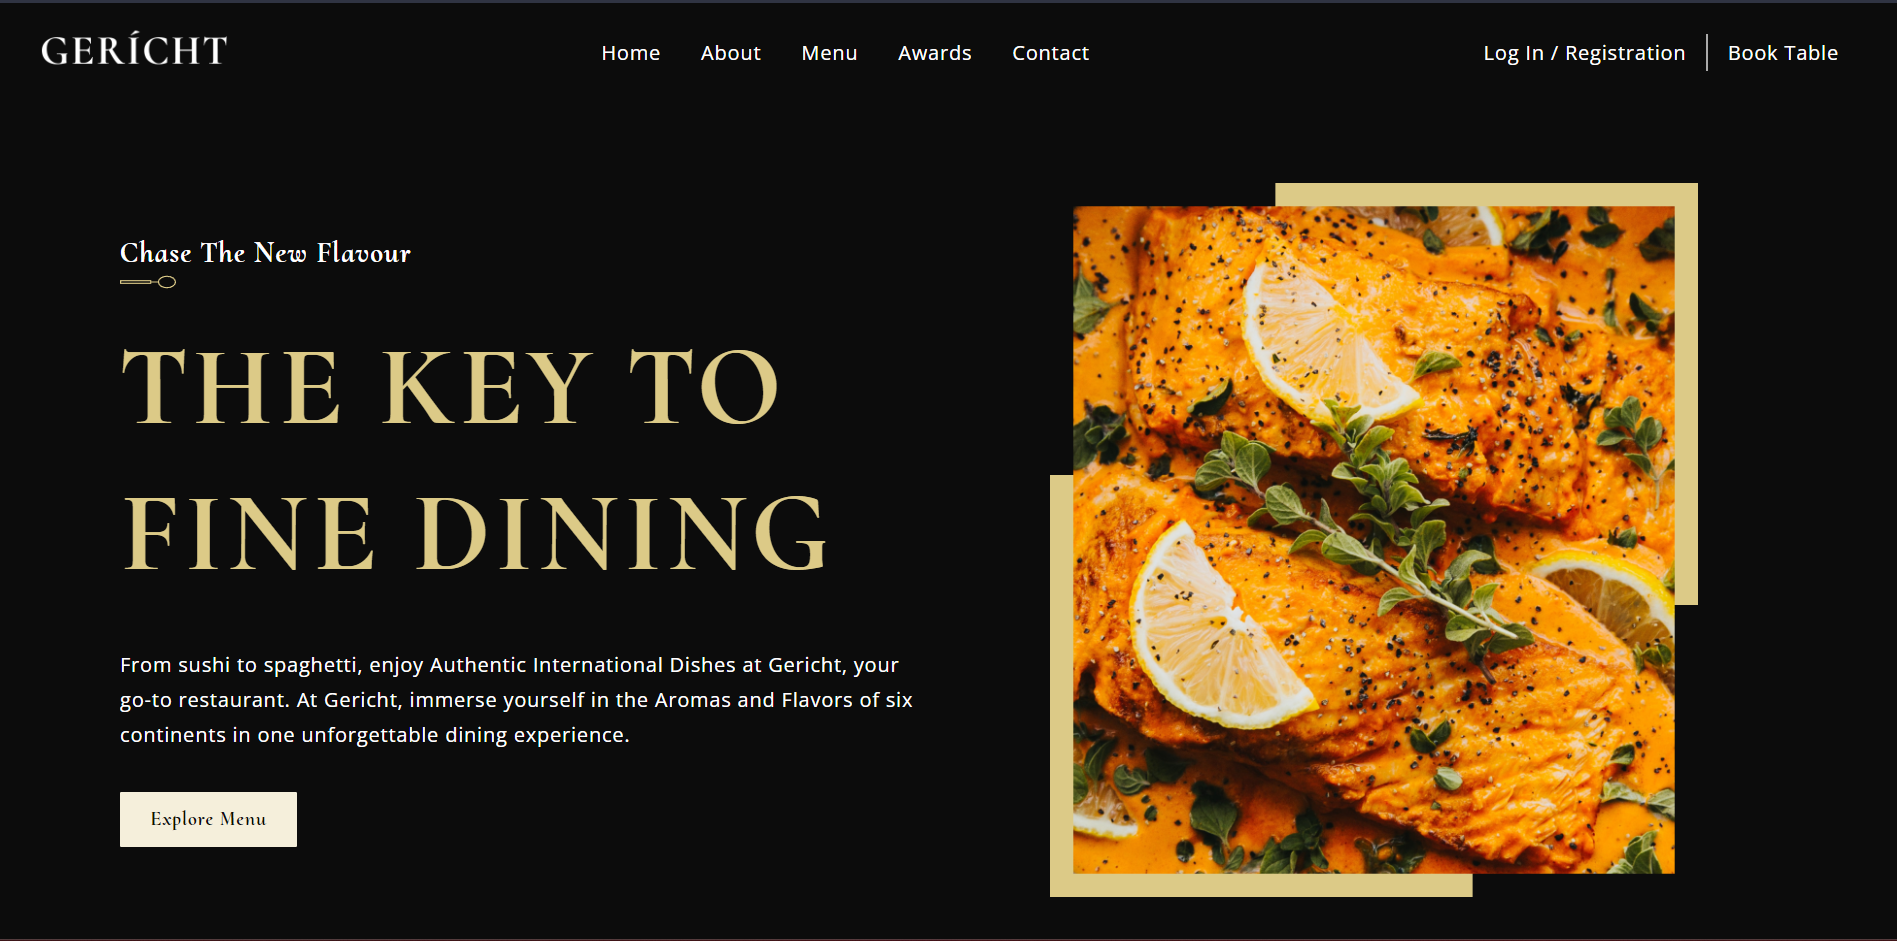 GERÍCHT
Home About Menu Awards Contact
Log In / Registration Book Table
Chase The New Flavour
THE KEY TO
FINE DINING
From sushi to spaghetti, enjoy Authentic International Dishes at Gericht, your
go-to restaurant. At Gericht, immerse yourself in the Aromas and Flavors of six
continents in one unforgettable dining experience.
Explore Menu